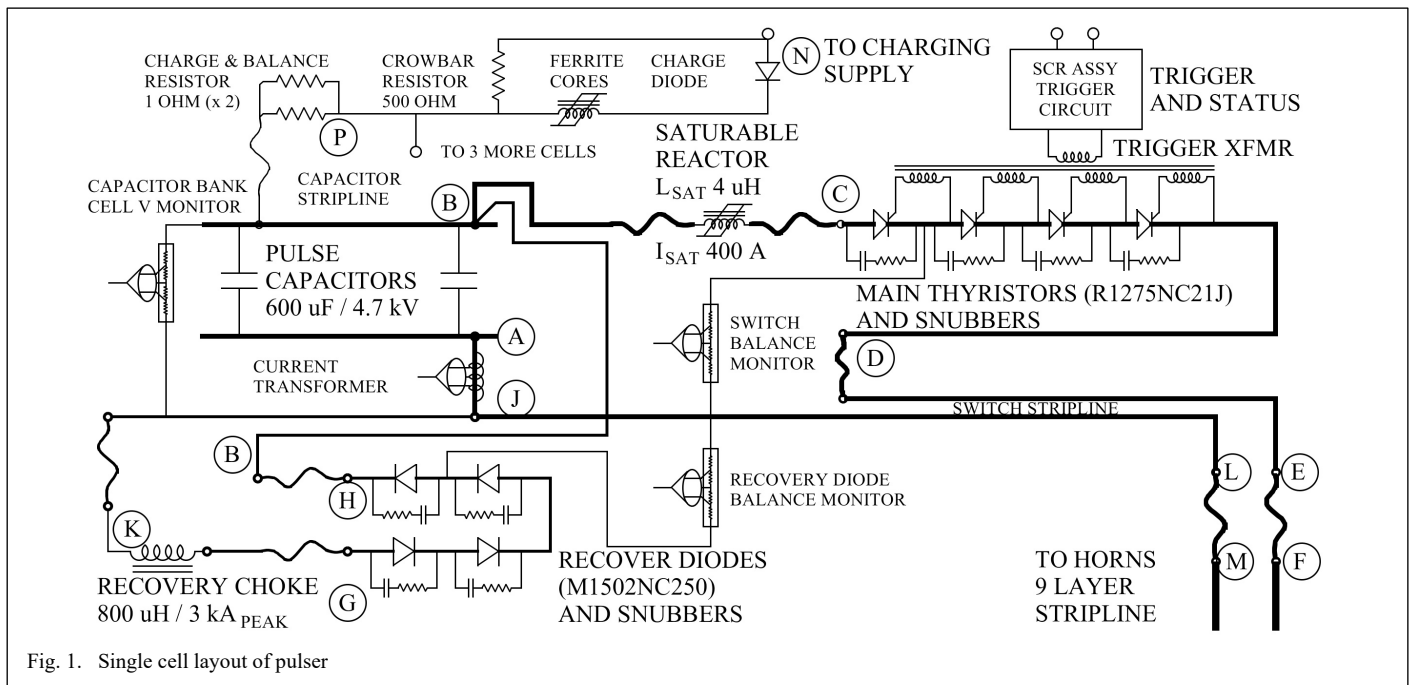 CHARGE & BALANCE
RESISTOR
1 OHM (x 2)
P
CROWBAR
RESISTOR
500 OHM
FERRITE
CORES
CHARGE
DIODE
N
TO CHARGING
SUPPLY
SCR ASSY
TRIGGER
CIRCUIT
TRIGGER
AND STATUS
TO 3 MORE CELLS
SATURABLE
REACTOR
LSAT 4 uH
ISAT 400 A
TRIGGER XFMR
CAPACITOR BANK
CELL V MONITOR
CAPACITOR
STRIPLINE
B
C
PULSE
CAPACITORS
600 uF / 4.7 kV
MAIN THYRISTORS (R1275NC21J)
AND SNUBBERS
A
SWITCH
BALANCE
MONITOR
D
CURRENT
TRANSFORMER
J
SWITCH STRIPLINE
B
H
RECOVERY DIODE
BALANCE MONITOR
L
E
K
RECOVERY CHOKE
800 uH / 3 kAPEAK
G
RECOVER DIODES
(M1502NC250)
AND SNUBBERS
TO HORNS
9 LAYER
STRIPLINE
M
F
Fig. 1. Single cell layout of pulser